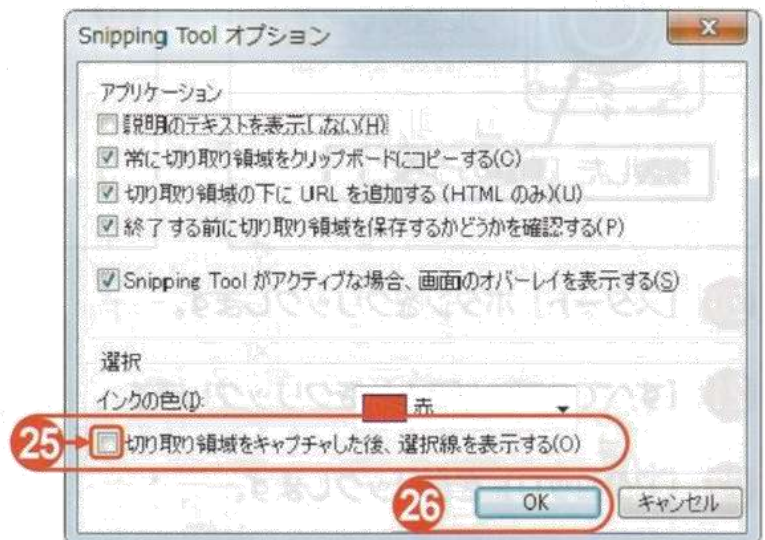 Snipping Tool オプション
アプリケーション
説明のテキストを表示しない(H)
常に切り取り領域をクリップボードにコピーする(C)
切り取り領域の下に URL を追加する (HTML のみ)(U)
終了する前に切り取り領域を保存するかどうかを確認する(P)
Snipping Tool がアクティブな場合、画面のオーバーレイを表示する(S)
選択
インクの色(I):
赤
25 切り取り領域をキャプチャした後、選択線を表示する(O)
26 OK キャンセル